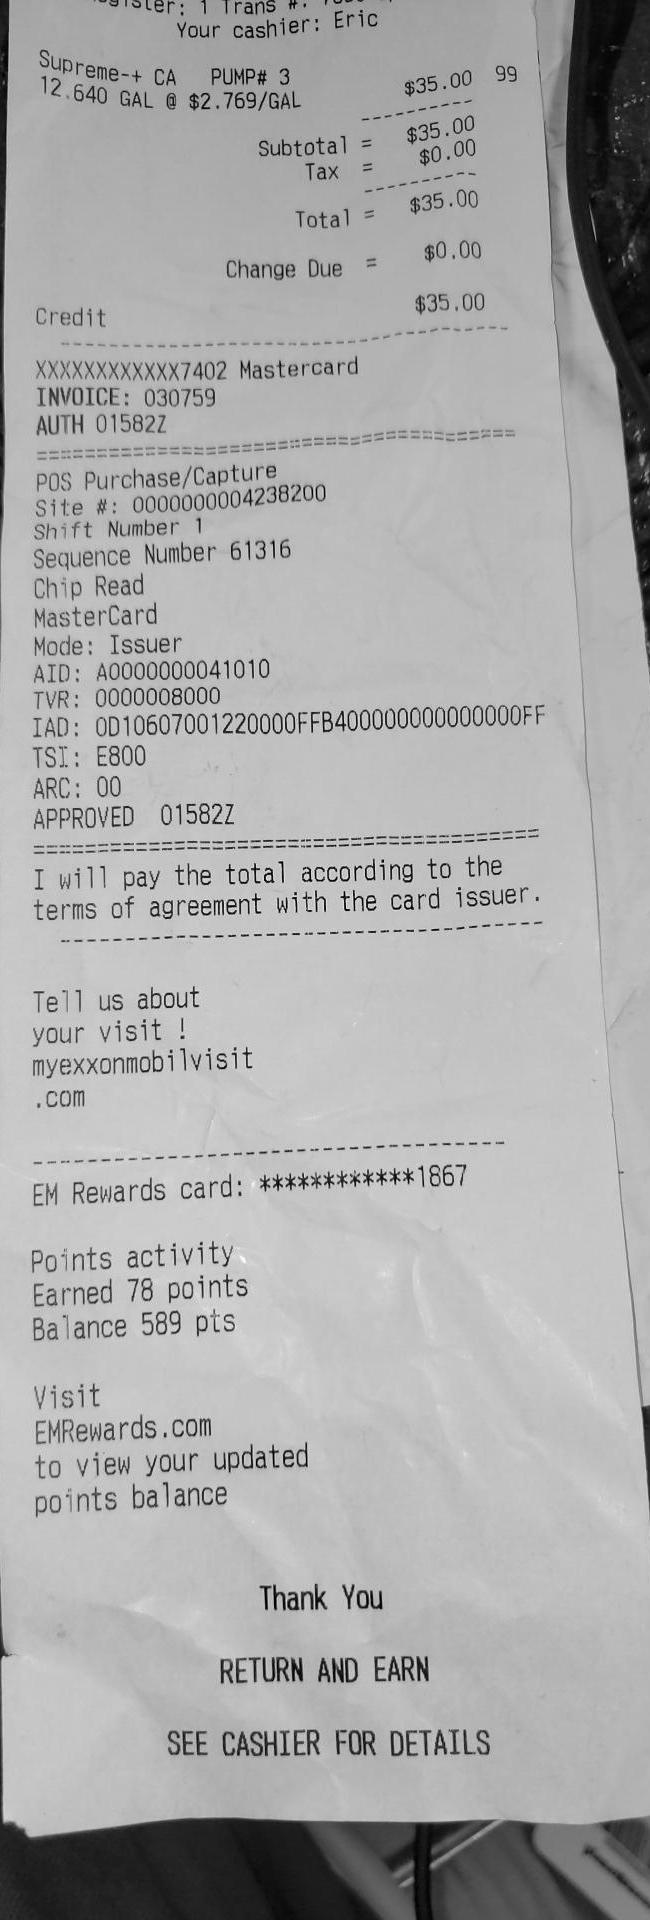 Register: 1 Trans #:
Your cashier: Eric
Supreme-+ CA PUMP# 3
12.640 GAL @ $2.769/GAL $35.00 99
----------
Subtotal = $35.00
Tax = $0.00
----------
Total = $35.00
Change Due = $0.00
Credit $35.00
----------------------------------------
XXXXXXXXXXXX7402 Mastercard
INVOICE: 030759
AUTH 01582Z
========================================
POS Purchase/Capture
Site #: 0000000004238200
Shift Number 1
Sequence Number 61316
Chip Read
MasterCard
Mode: Issuer
AID: A0000000041010
TVR: 0000008000
IAD: 0D10607001220000FFB400000000000000FF
TSI: E800
ARC: 00
APPROVED 01582Z
========================================
I will pay the total according to the
terms of agreement with the card issuer.
----------------------------------------
Tell us about
your visit !
myexxonmobilvisit
.com
--------------------------------------
EM Rewards card: ************1867
Points activity
Earned 78 points
Balance 589 pts
Visit
EMRewards.com
to view your updated
points balance
Thank You
RETURN AND EARN
SEE CASHIER FOR DETAILS